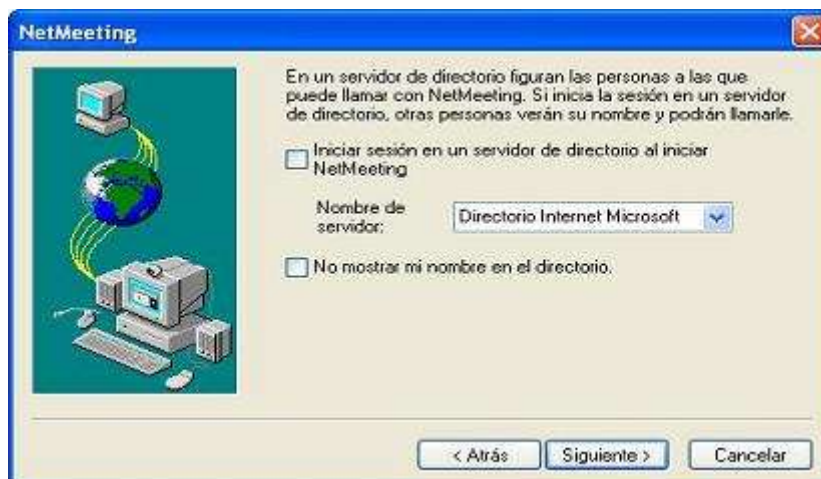 NetMeeting
En un servidor de directorio figuran las personas a las que
puede llamar con NetMeeting. Si inicia la sesión en un servidor
de directorio, otras personas verán su nombre y podrán llamarle.
Iniciar sesión en un servidor de directorio al iniciar
NetMeeting
Nombre de
servidor:
Directorio Internet Microsoft
No mostrar mi nombre en el directorio.
< Atrás
Siguiente >
Cancelar